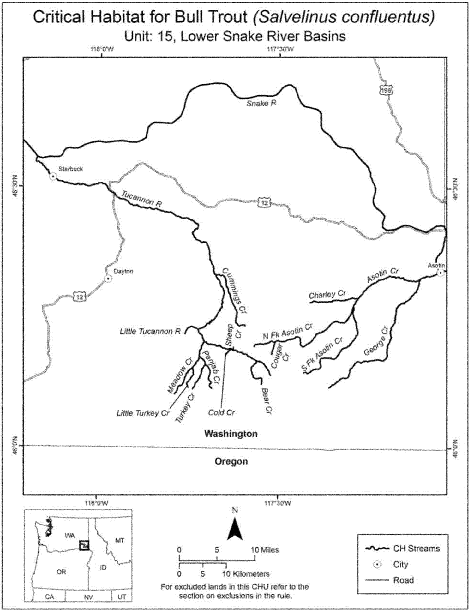 Critical Habitat for Bull Trout (Salvelinus confluentus)
Unit: 15, Lower Snake River Basins
118°0'W
117°30'W
Snake R
195
46°30'N
46°30'N
Starbuck
Tucannon R
12
Dayton
12
Cummings Cr
Asotin
Asotin Cr
Charley Cr
Little Tucannon R
Sheep Cr
N Fk Asotin Cr
Cougar Cr
S Fk Asotin Cr
George Cr
Meadow Cr
Panjab Cr
Little Turkey Cr
Turkey Cr
Cold Cr
Bear Cr
Washington
Oregon
46°0'N
46°0'N
118°0'W
117°30'W
WA
MT
OR
ID
CA
NV
UT
N
0 5 10 Miles
0 5 10 Kilometers
For excluded lands in this CHU refer to the
section on exclusions in the rule.
CH Streams
City
Road